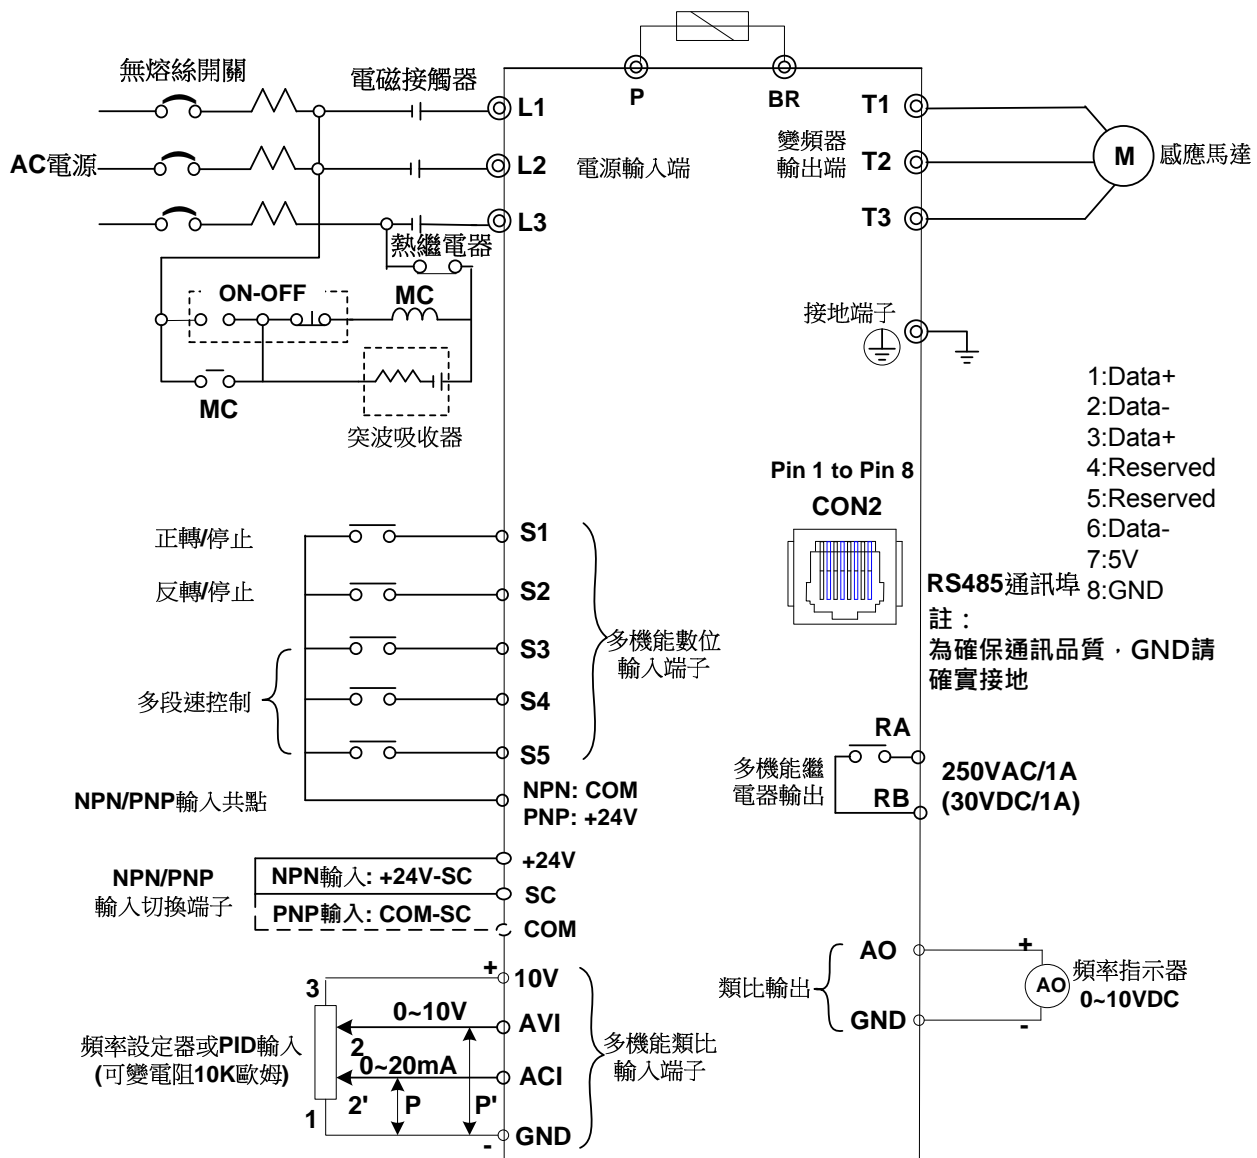 無熔絲開關
電磁接觸器
P
BR
L1
T1
AC電源
L2
電源輸入端
變頻器
輸出端
T2
M
感應馬達
L3
T3
熱繼電器
ON-OFF
MC
接地端子
MC
突波吸收器
1:Data+
2:Data-
3:Data+
4:Reserved
5:Reserved
6:Data-
7:5V
8:GND
Pin 1 to Pin 8
CON2
RS485通訊埠
註：
為確保通訊品質，GND請
確實接地
正轉/停止
S1
反轉/停止
S2
S3
多機能數位
輸入端子
多段速控制
S4
S5
NPN/PNP輸入共點
NPN: COM
PNP: +24V
RA
多機能繼
電器輸出
RB
250VAC/1A
(30VDC/1A)
NPN/PNP
輸入切換端子
+24V
NPN輸入: +24V-SC
SC
PNP輸入: COM-SC
COM
AO
+
類比輸出
AO
頻率指示器
0~10VDC
GND
-
+
10V
3
0~10V
AVI
頻率設定器或PID輸入
(可變電阻10K歐姆)
2
0~20mA
ACI
多機能類比
輸入端子
2'
P
P'
1
-
GND